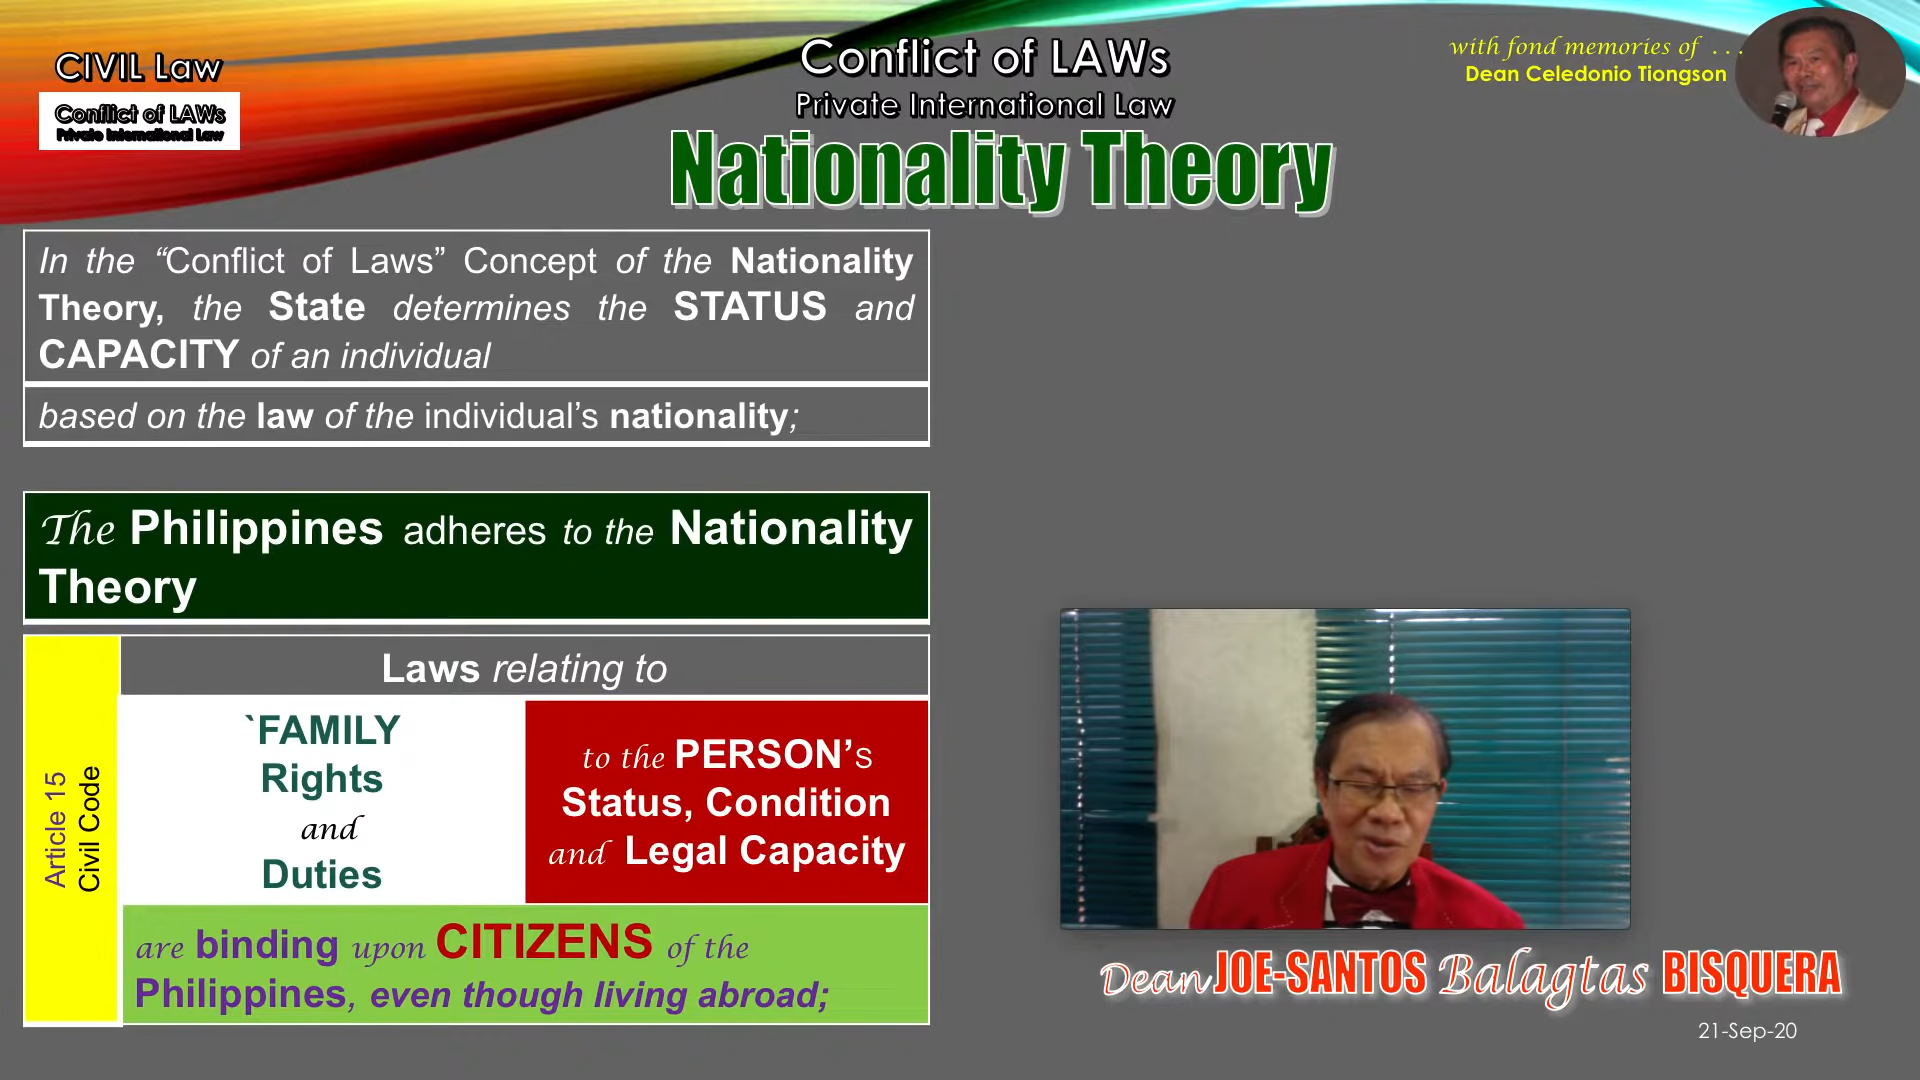 CIVIL Law
Conflict of LAWs
Private International Law
Conflict of LAWs
Private International Law
Nationality Theory
with fond memories of . . .
Dean Celedonio Tiongson
In the “Conflict of Laws” Concept of the Nationality
Theory, the State determines the STATUS and
CAPACITY of an individual
based on the law of the individual’s nationality;
The Philippines adheres to the Nationality
Theory
Article 15
Civil Code
Laws relating to
`FAMILY
Rights
and
Duties
to the PERSON’s
Status, Condition
and Legal Capacity
are binding upon CITIZENS of the
Philippines, even though living abroad;
Dean JOE-SANTOS Balagtas BISQUERA
21-Sep-20